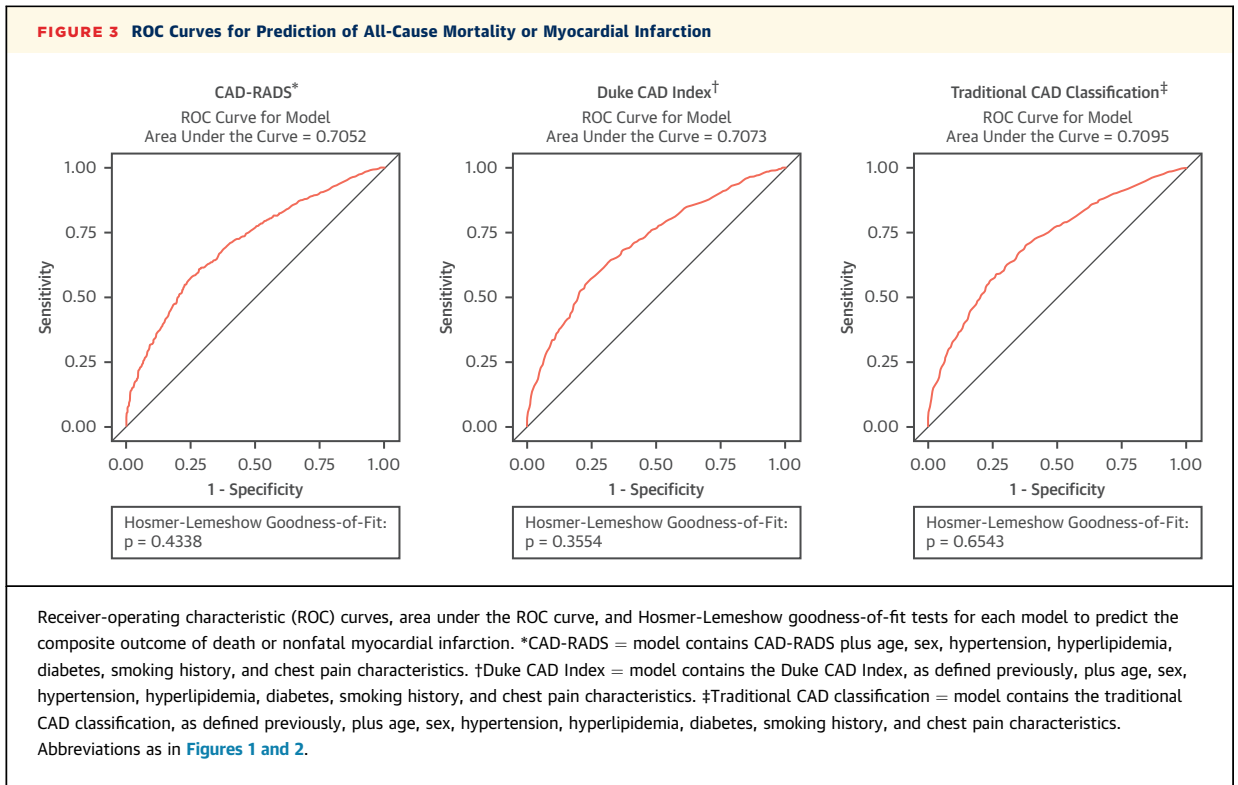 FIGURE 3 ROC Curves for Prediction of All-Cause Mortality or Myocardial Infarction
CAD-RADS*
ROC Curve for Model
Area Under the Curve = 0.7052
1.00
0.75
0.50
0.25
0.00
Sensitivity
0.00 0.25 0.50 0.75 1.00
1 - Specificity
Hosmer-Lemeshow Goodness-of-Fit:
p = 0.4338
Duke CAD Index†
ROC Curve for Model
Area Under the Curve = 0.7073
1.00
0.75
0.50
0.25
0.00
Sensitivity
0.00 0.25 0.50 0.75 1.00
1 - Specificity
Hosmer-Lemeshow Goodness-of-Fit:
p = 0.3554
Traditional CAD Classification‡
ROC Curve for Model
Area Under the Curve = 0.7095
1.00
0.75
0.50
0.25
0.00
Sensitivity
0.00 0.25 0.50 0.75 1.00
1 - Specificity
Hosmer-Lemeshow Goodness-of-Fit:
p = 0.6543
Receiver-operating characteristic (ROC) curves, area under the ROC curve, and Hosmer-Lemeshow goodness-of-fit tests for each model to predict the
composite outcome of death or nonfatal myocardial infarction. *CAD-RADS = model contains CAD-RADS plus age, sex, hypertension, hyperlipidemia,
diabetes, smoking history, and chest pain characteristics. †Duke CAD Index = model contains the Duke CAD Index, as defined previously, plus age, sex,
hypertension, hyperlipidemia, diabetes, smoking history, and chest pain characteristics. ‡Traditional CAD classification = model contains the traditional
CAD classification, as defined previously, plus age, sex, hypertension, hyperlipidemia, diabetes, smoking history, and chest pain characteristics.
Abbreviations as in Figures 1 and 2.